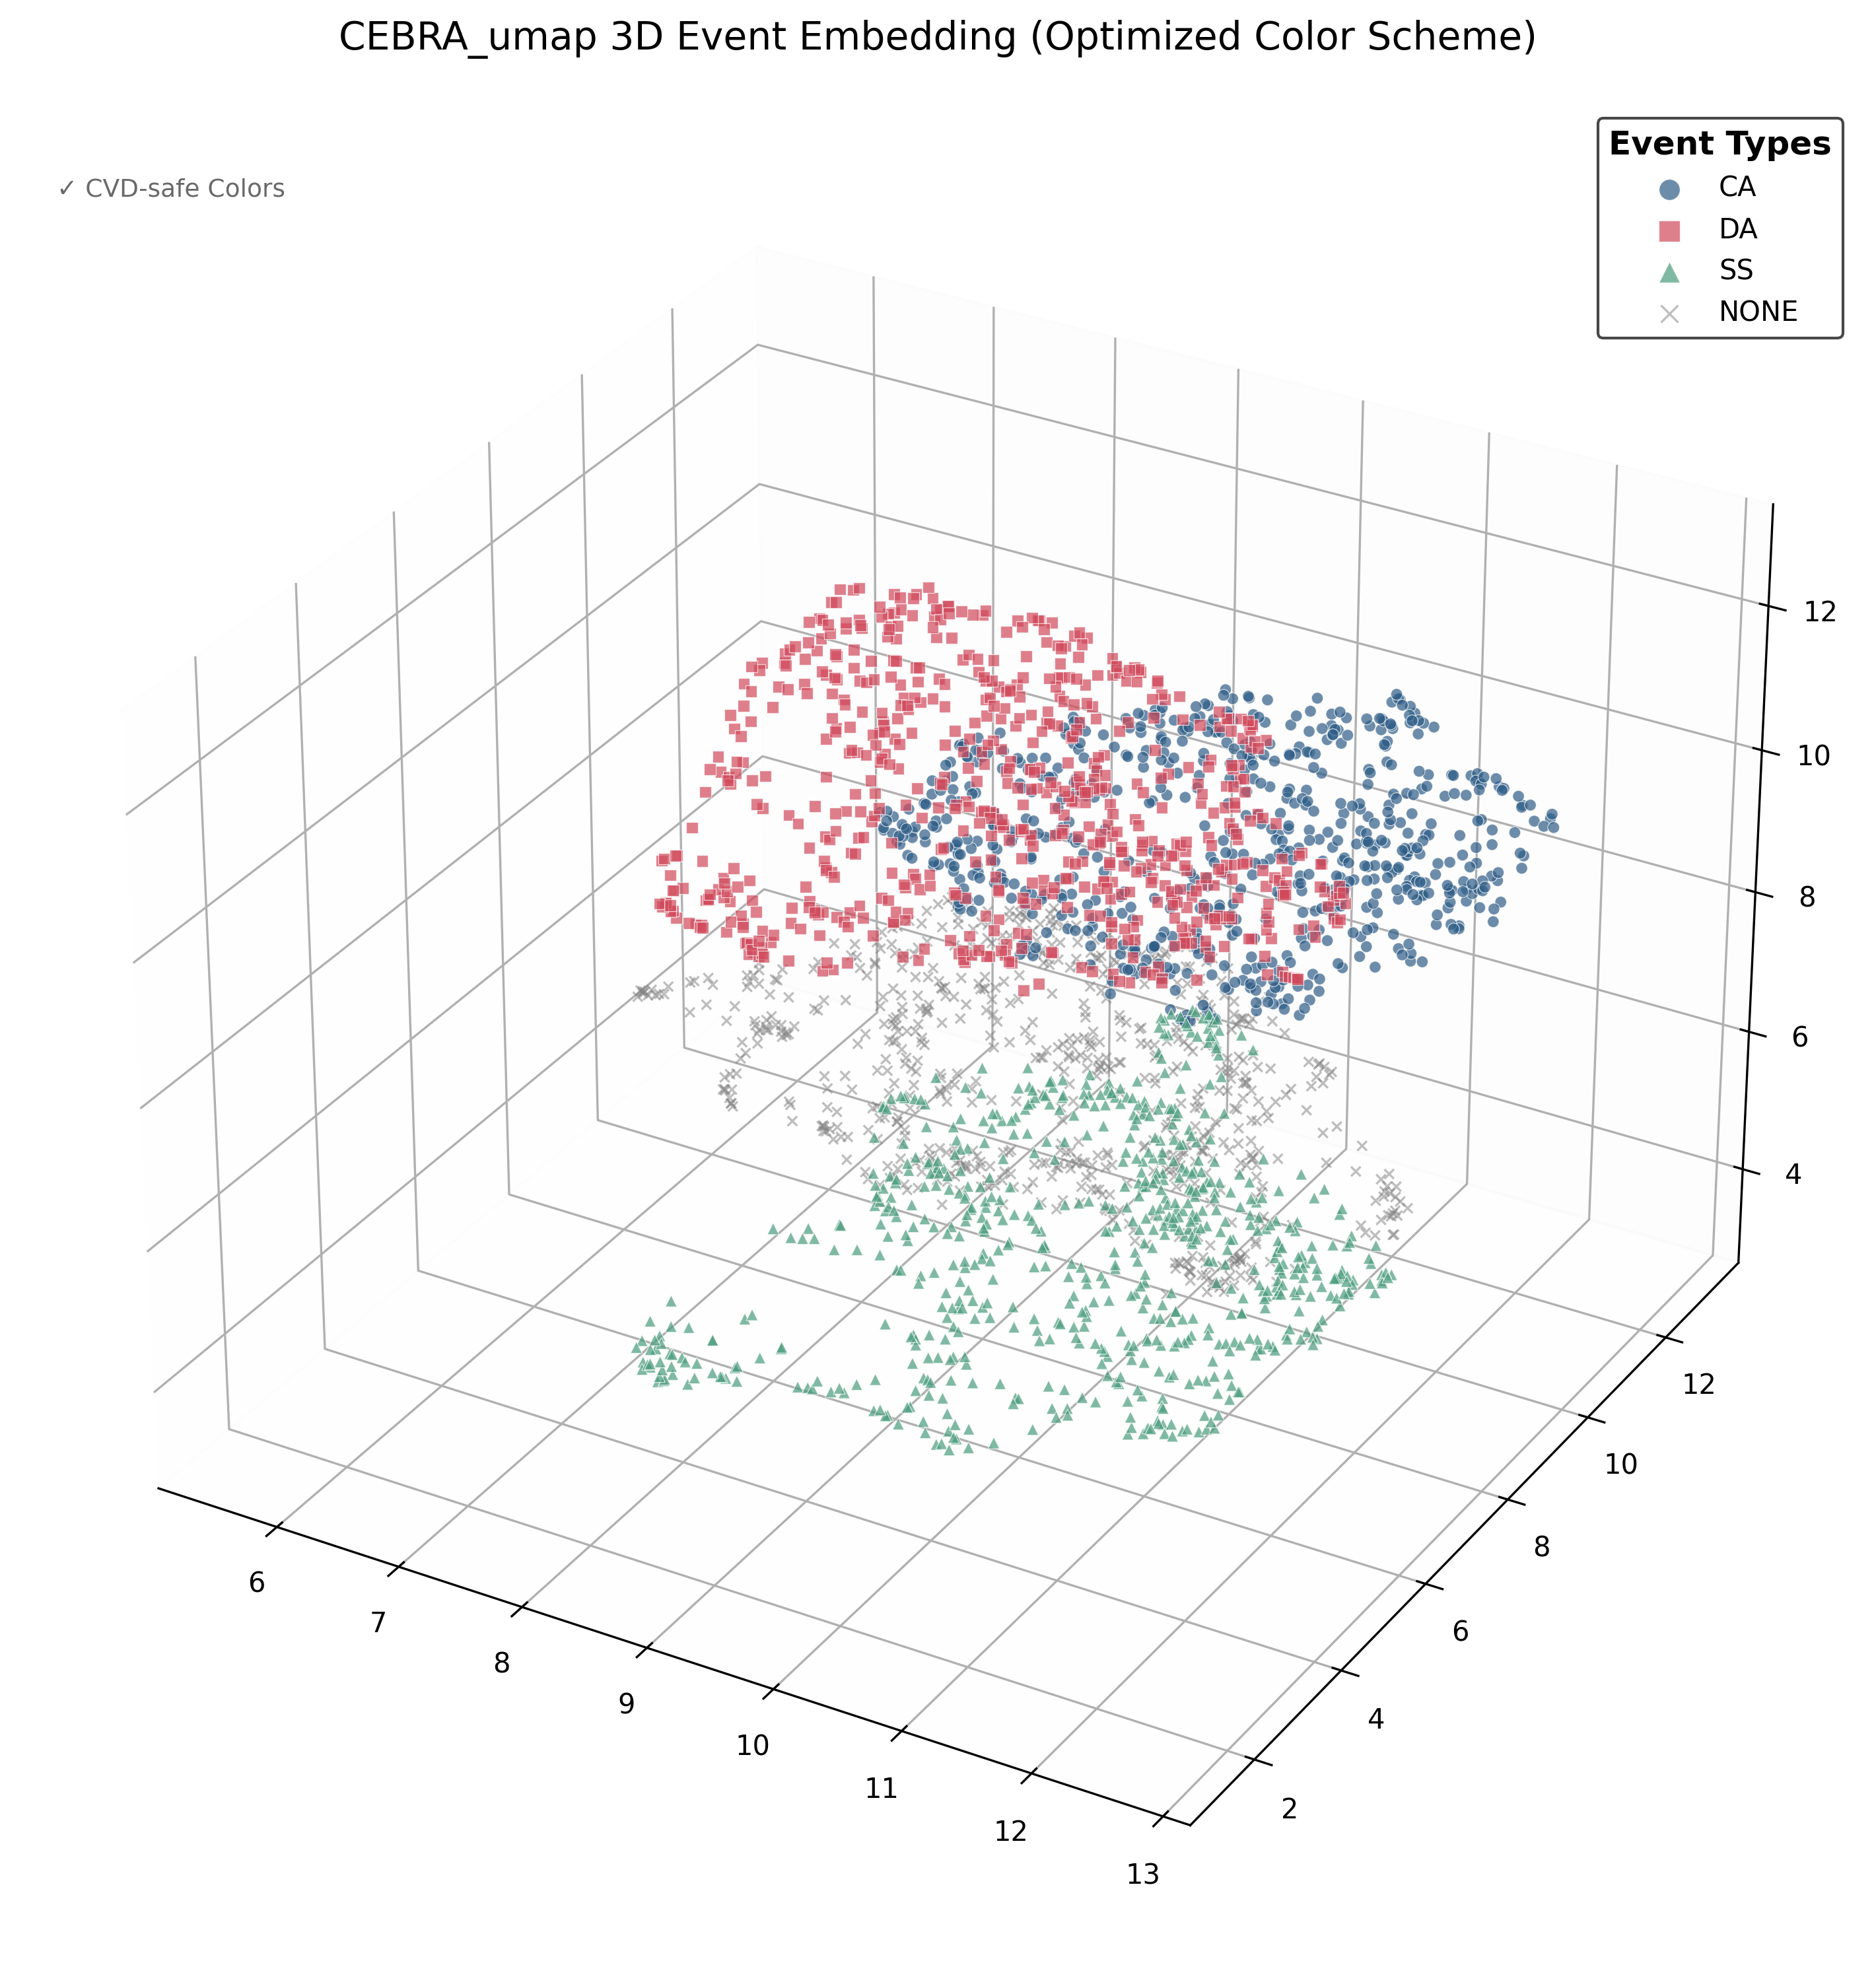 CEBRA_umap 3D Event Embedding (Optimized Color Scheme)
✓ CVD-safe Colors
Event Types
CA
DA
SS
NONE
12
10
8
6
4
12
10
8
6
4
2
6
7
8
9
10
11
12
13